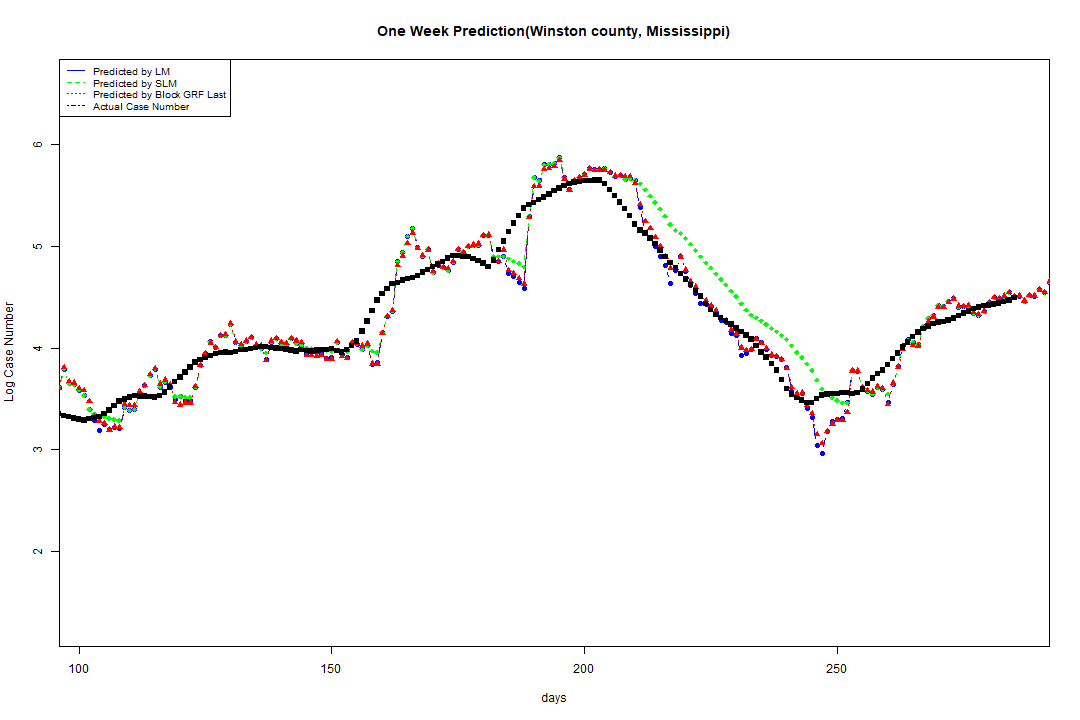 One Week Prediction(Winston county, Mississippi)
Predicted by LM
Predicted by SLM
Predicted by Block GRF Last
Actual Case Number
6
5
4
3
2
Log Case Number
100 150 200 250
days